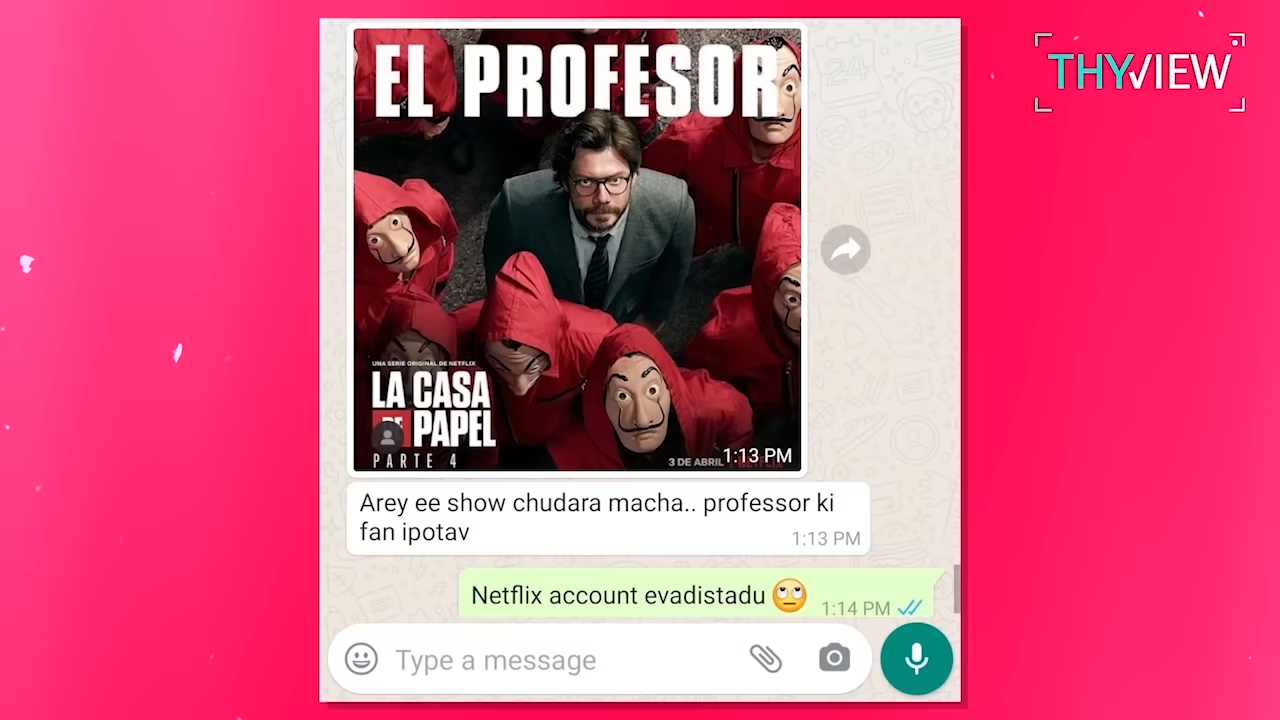 EL PROFESOR
THYVIEW
UNA SERIE ORIGINAL DE NETFLIX
LA CASA
DE PAPEL
PARTE 4
3 DE ABRIL
1:13 PM
Arey ee show chudara macha.. professor ki
fan ipotav
1:13 PM
Netflix account evadistadu 🙄
1:14 PM
Type a message